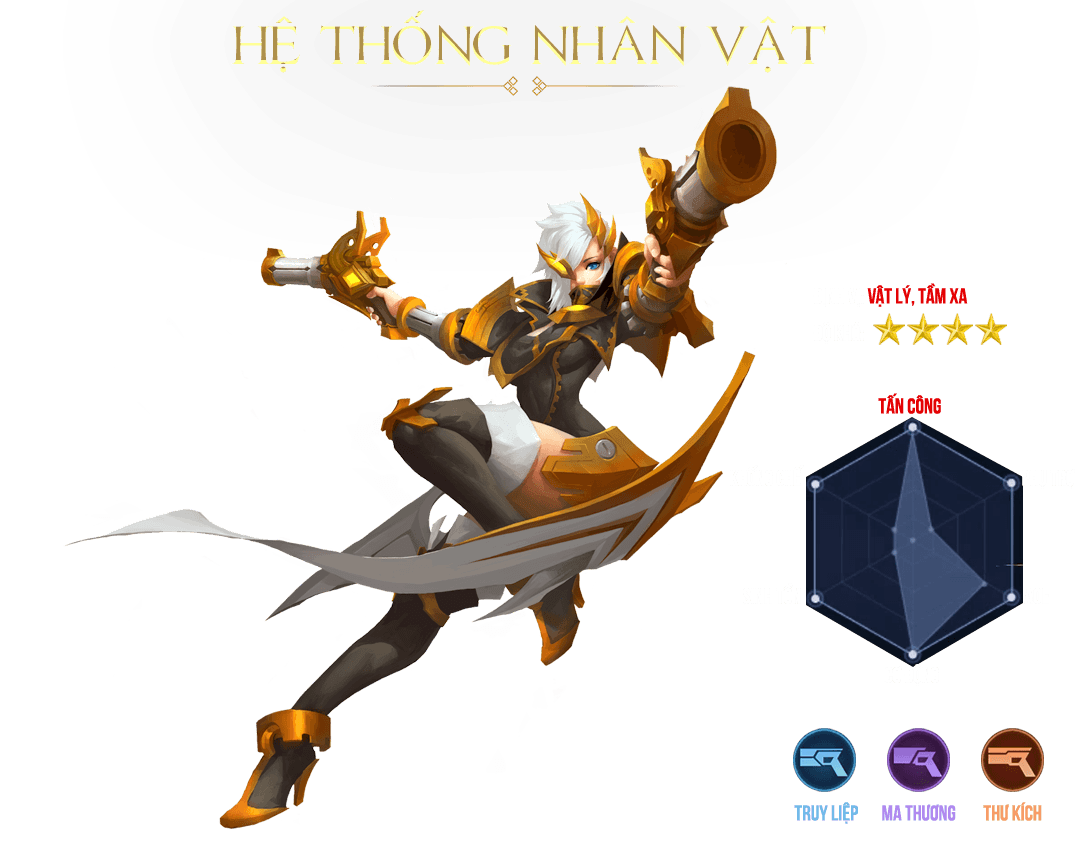 HỆ THỐNG NHÂN VẬT
VẬT LÝ, TẦM XA
TẤN CÔNG
TRUY LIỆP
MA THƯƠNG
THƯ KÍCH